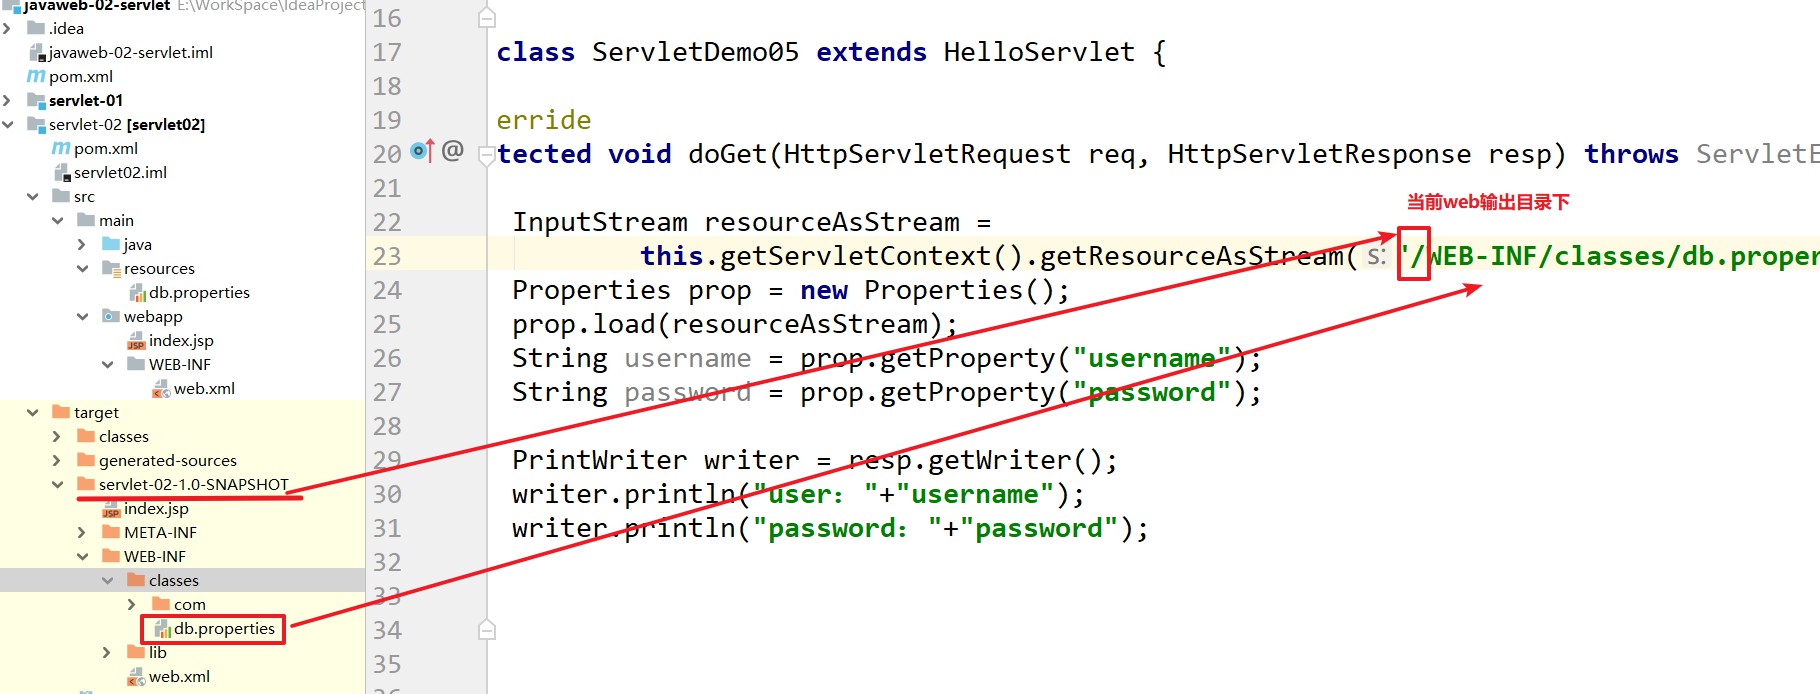 javaweb-02-servlet E:\WorkSpace\IdeaProject
.idea
javaweb-02-servlet.iml
pom.xml
servlet-01
servlet-02 [servlet02]
pom.xml
servlet02.iml
src
main
java
resources
db.properties
webapp
index.jsp
WEB-INF
web.xml
target
classes
generated-sources
servlet-02-1.0-SNAPSHOT
index.jsp
META-INF
WEB-INF
classes
com
db.properties
lib
web.xml
16
17 class ServletDemo05 extends HelloServlet {
18
19 erride
20 @ tected void doGet(HttpServletRequest req, HttpServletResponse resp) throws ServletE
21
当前web输出目录下
22 InputStream resourceAsStream =
23 this.getServletContext().getResourceAsStream( s: "/WEB-INF/classes/db.proper
24 Properties prop = new Properties();
25 prop.load(resourceAsStream);
26 String username = prop.getProperty("username");
27 String password = prop.getProperty("password");
28
29 PrintWriter writer = resp.getWriter();
30 writer.println("user："+"username");
31 writer.println("password："+"password");
32
33
34
35